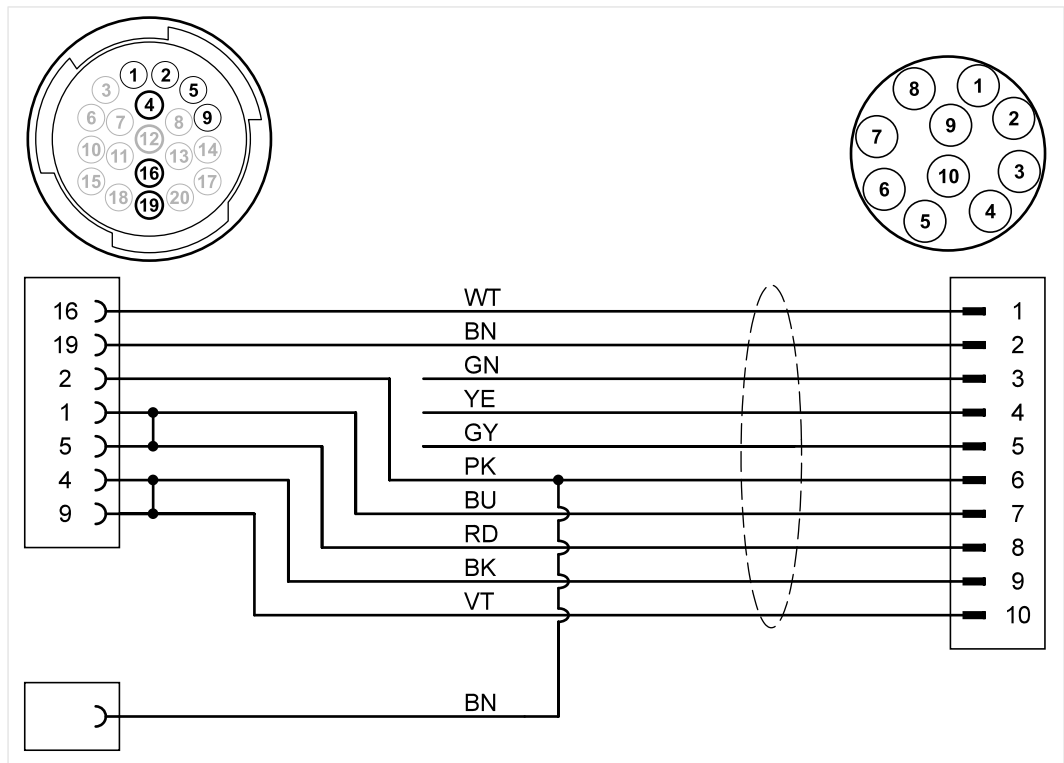 1 2
3 5
4
6 7 8 9
12
10 11 13 14
16
15 17
18 19 20
8 1
9 2
7
10 3
6
5 4
16 WT 1
19 BN 2
2 GN 3
1 YE 4
5 GY 5
4 PK 6
9 BU 7
RD 8
BK 9
VT 10
BN